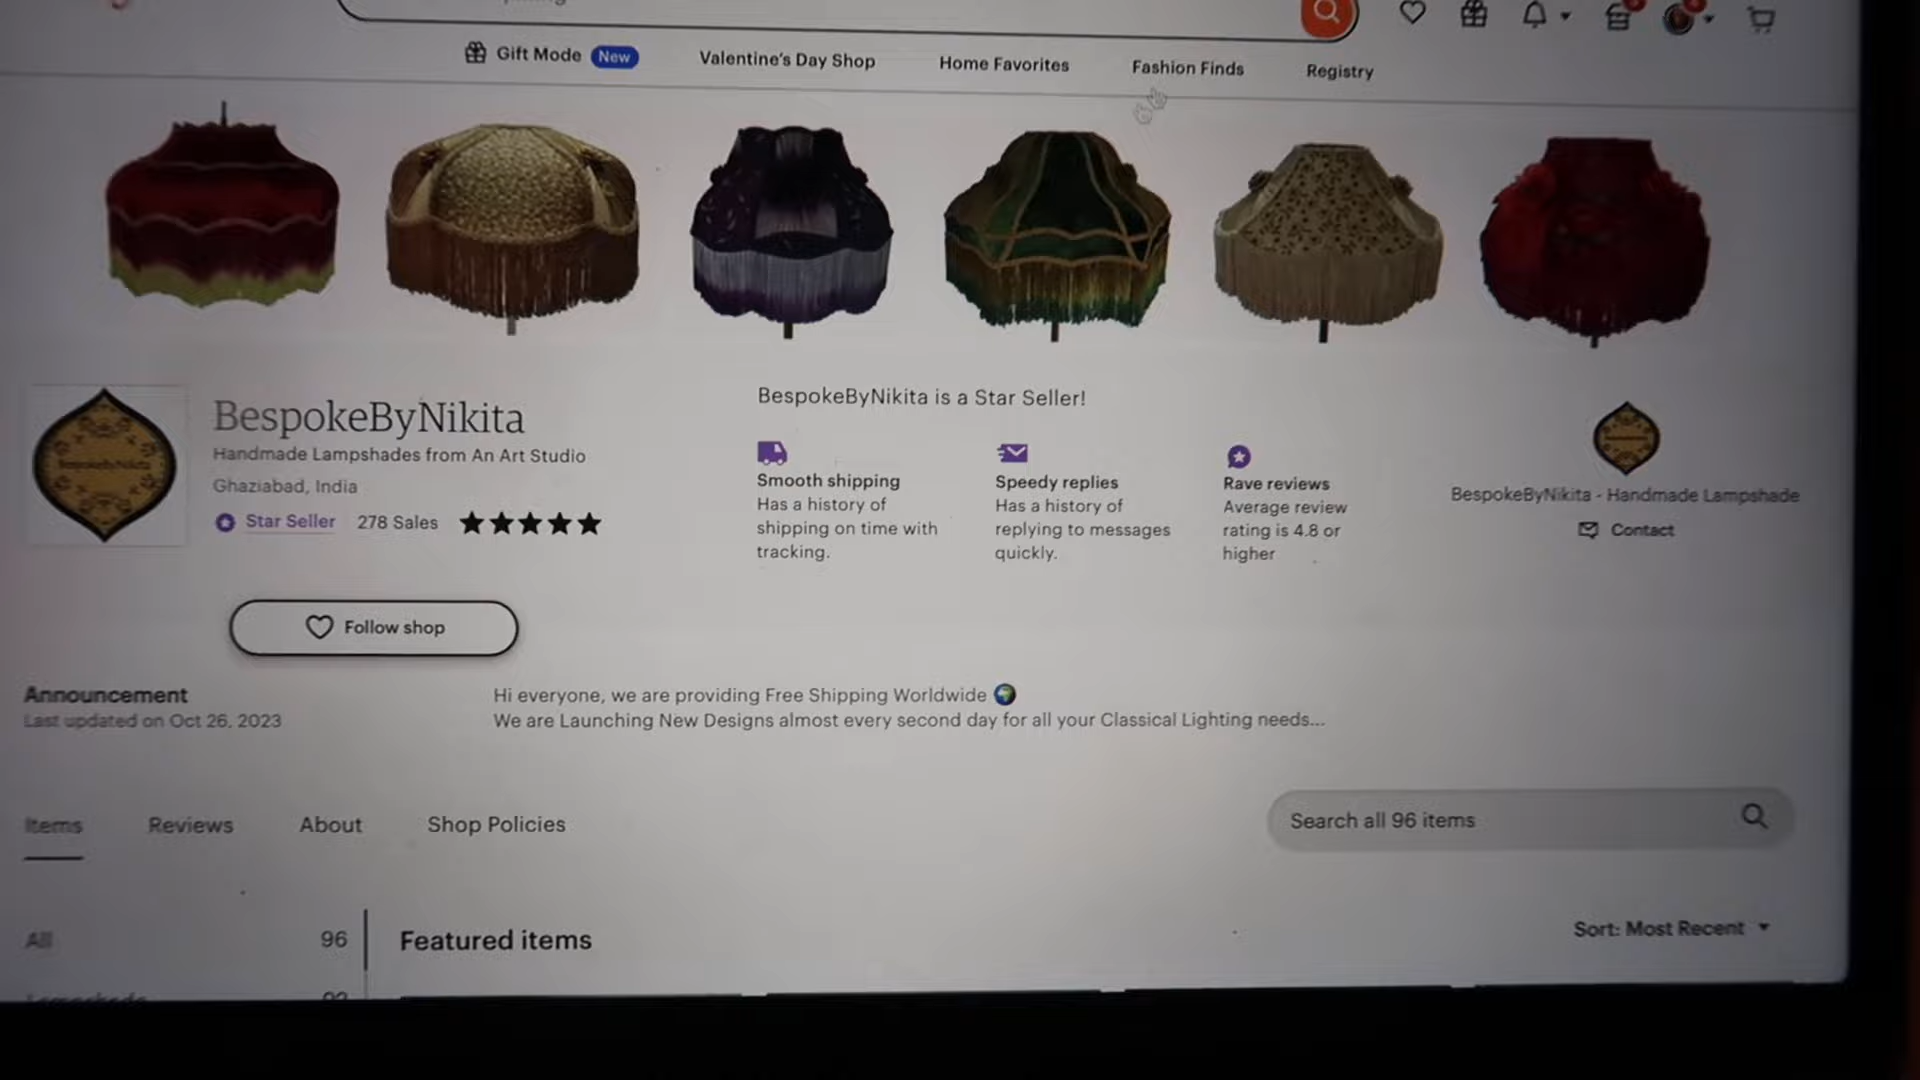 Gift Mode New Valentine's Day Shop Home Favorites Fashion Finds Registry
BespokeByNikita
Handmade Lampshades from An Art Studio
Ghaziabad, India
Star Seller 278 Sales
BespokeByNikita is a Star Seller!
Smooth shipping
Has a history of
shipping on time with
tracking.
Speedy replies
Has a history of
replying to messages
quickly.
Rave reviews
Average review
rating is 4.8 or
higher
BespokeByNikita - Handmade Lampshade
Contact
Follow shop
Announcement
Last updated on Oct 26, 2023
Hi everyone, we are providing Free Shipping Worldwide 🌍
We are Launching New Designs almost every second day for all your Classical Lighting needs...
Items Reviews About Shop Policies
Search all 96 items
All 96
Featured items
Sort: Most Recent